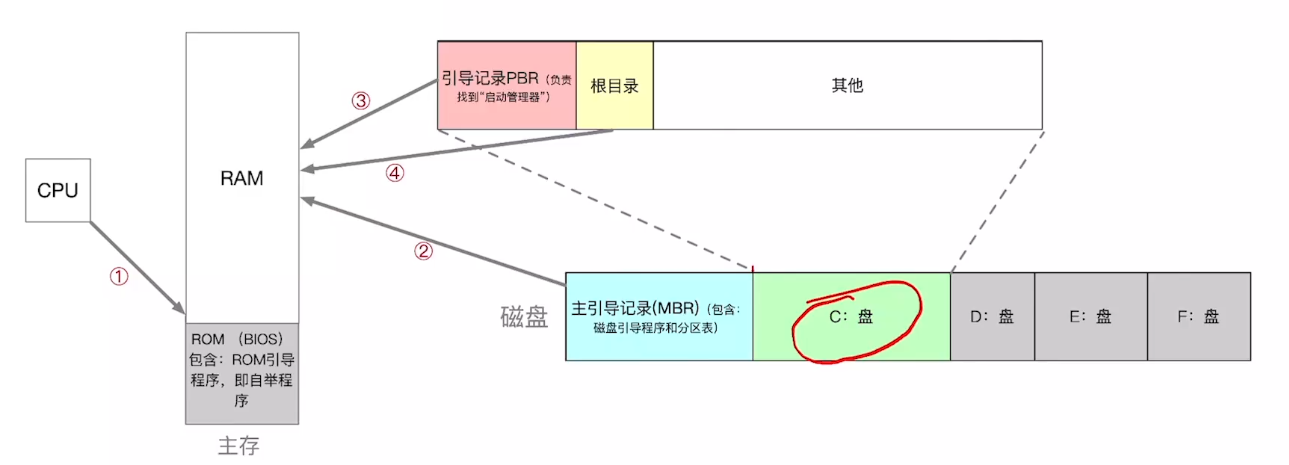 引导记录PBR（负责
找到“启动管理器”）
根目录
其他
③
④
CPU
RAM
①
②
磁盘
主引导记录(MBR)（包含：
磁盘引导程序和分区表）
C：盘
D：盘
E：盘
F：盘
ROM （BIOS）
包含：ROM引导
程序，即自举程
序
主存